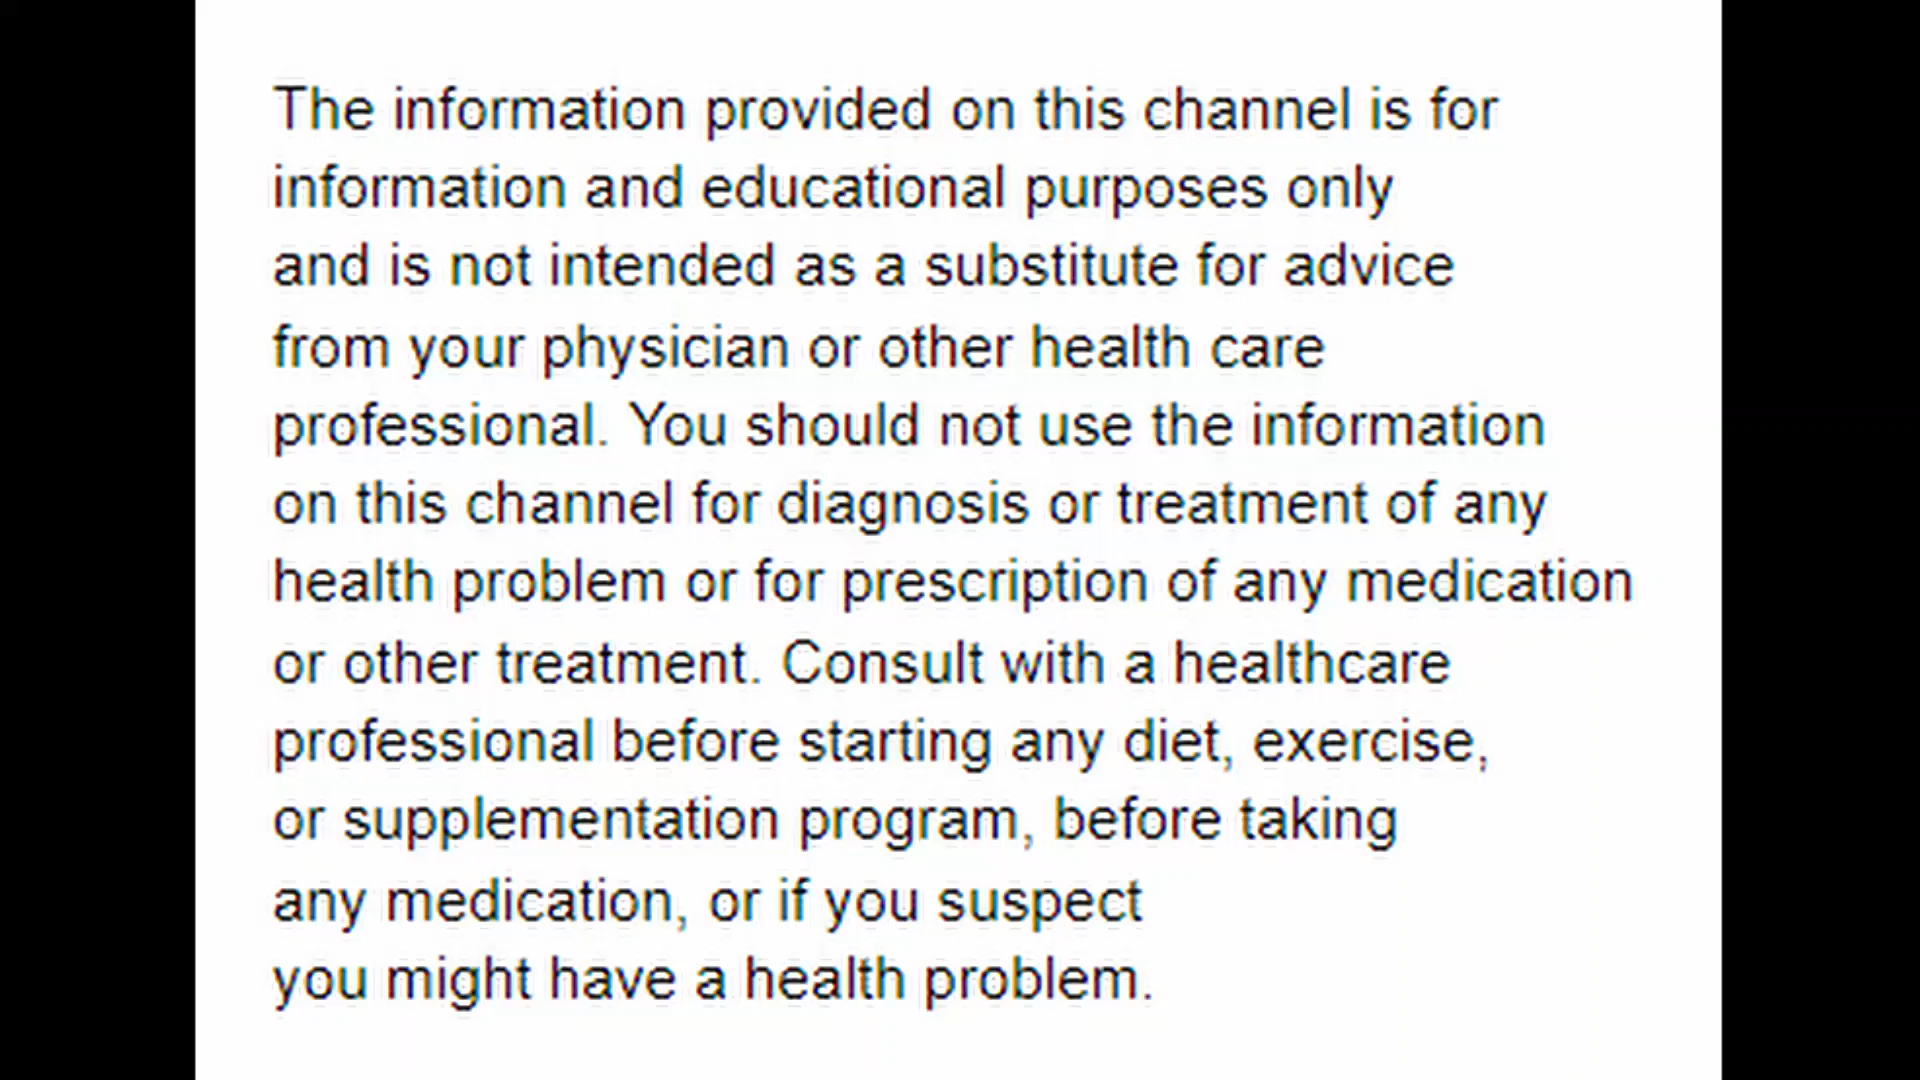 The information provided on this channel is for
information and educational purposes only
and is not intended as a substitute for advice
from your physician or other health care
professional. You should not use the information
on this channel for diagnosis or treatment of any
health problem or for prescription of any medication
or other treatment. Consult with a healthcare
professional before starting any diet, exercise,
or supplementation program, before taking
any medication, or if you suspect
you might have a health problem.